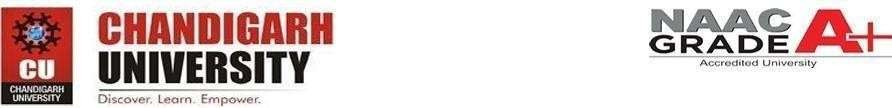 CU
CHANDIGARH
UNIVERSITY
CHANDIGARH
UNIVERSITY
Discover. Learn. Empower.
NAAC
GRADE A+
Accredited University